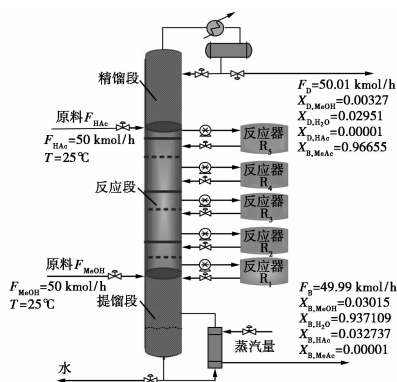 精馏段
原料F_HAc
F_HAc=50 kmol/h
T=25℃
反应段
原料F_MeOH
F_MeOH=50 kmol/h
T=25℃
提馏段
水
反应器
R₅
反应器
R₄
反应器
R₃
反应器
R₂
反应器
R₁
蒸汽量
F_D=50.01 kmol/h
X_D,MeOH=0.00327
X_D,H₂O=0.02951
X_D,HAc=0.00001
X_B,MeAc=0.96655
F_B=49.99 kmol/h
X_B,MeOH=0.03015
X_B,H₂O=0.937109
X_B,HAc=0.032737
X_B,MeAc=0.00001